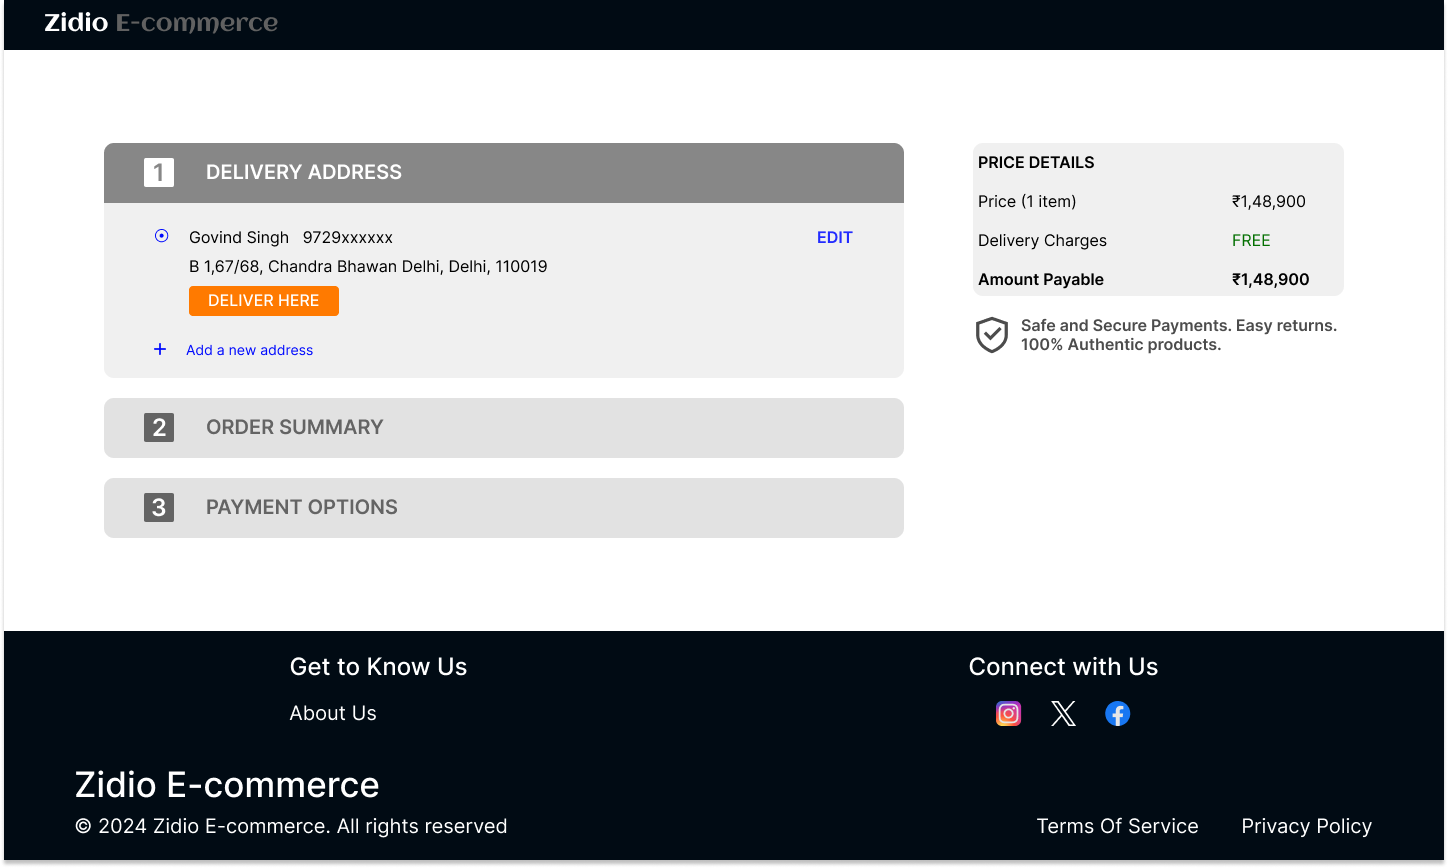 Zidio E-commerce
1 DELIVERY ADDRESS
Govind Singh 9729xxxxxx EDIT
B 1,67/68, Chandra Bhawan Delhi, Delhi, 110019
DELIVER HERE
+ Add a new address
2 ORDER SUMMARY
3 PAYMENT OPTIONS
PRICE DETAILS
Price (1 item) ₹1,48,900
Delivery Charges FREE
Amount Payable ₹1,48,900
Safe and Secure Payments. Easy returns.
100% Authentic products.
Get to Know Us
About Us
Connect with Us
Zidio E-commerce
© 2024 Zidio E-commerce. All rights reserved
Terms Of Service Privacy Policy